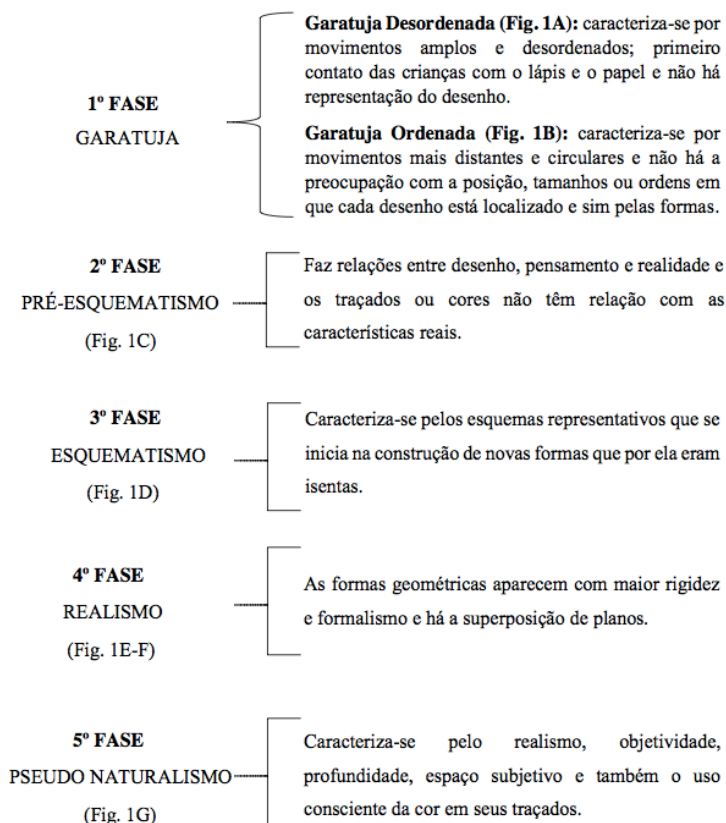 Garatuja Desordenada (Fig. 1A): caracteriza-se por
movimentos amplos e desordenados; primeiro
contato das crianças com o lápis e o papel e não há
representação do desenho.
1º FASE
GARATUJA
Garatuja Ordenada (Fig. 1B): caracteriza-se por
movimentos mais distantes e circulares e não há a
preocupação com a posição, tamanhos ou ordens em
que cada desenho está localizado e sim pelas formas.
2º FASE
PRÉ-ESQUEMATISMO
(Fig. 1C)
Faz relações entre desenho, pensamento e realidade e
os traçados ou cores não têm relação com as
características reais.
3º FASE
ESQUEMATISMO
(Fig. 1D)
Caracteriza-se pelos esquemas representativos que se
inicia na construção de novas formas que por ela eram
isentas.
4º FASE
REALISMO
(Fig. 1E-F)
As formas geométricas aparecem com maior rigidez
e formalismo e há a superposição de planos.
5º FASE
PSEUDO NATURALISMO
(Fig. 1G)
Caracteriza-se pelo realismo, objetividade,
profundidade, espaço subjetivo e também o uso
consciente da cor em seus traçados.